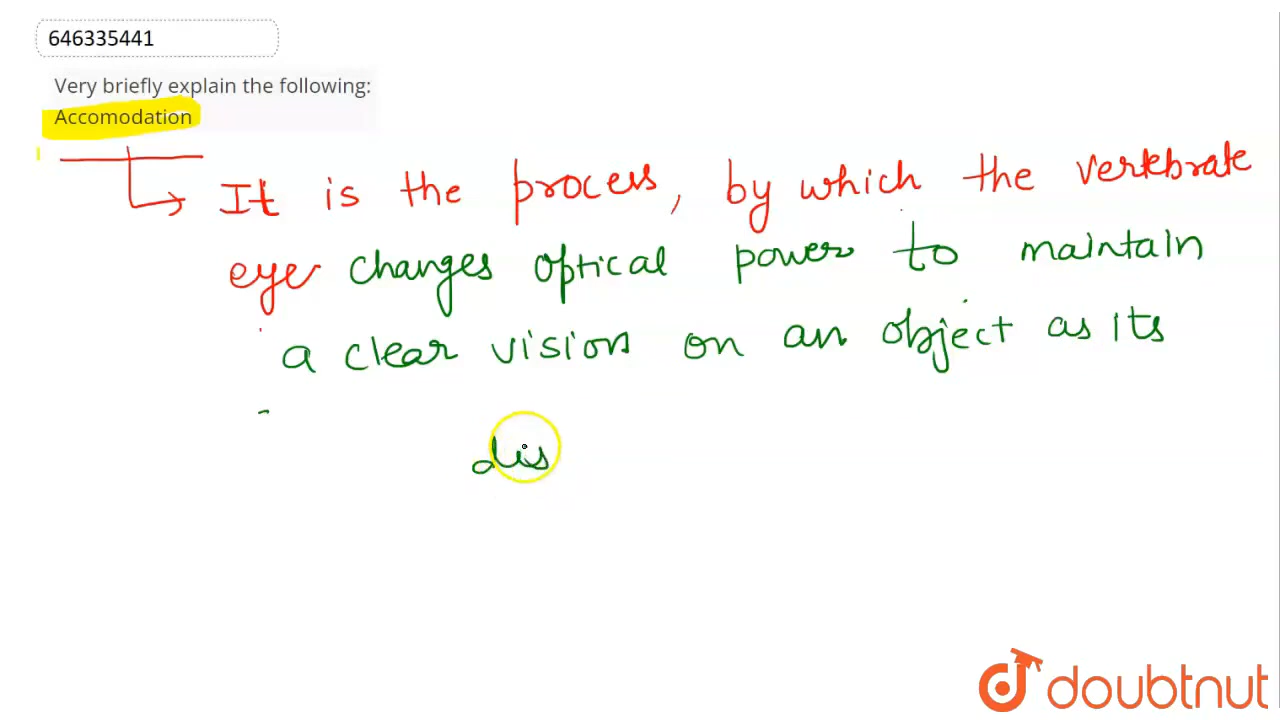 646335441
Very briefly explain the following:
Accomodation
It is the process, by which the vertebrate
eye changes optical power to maintain
a clear vision on an object as its
dis
doubtnut